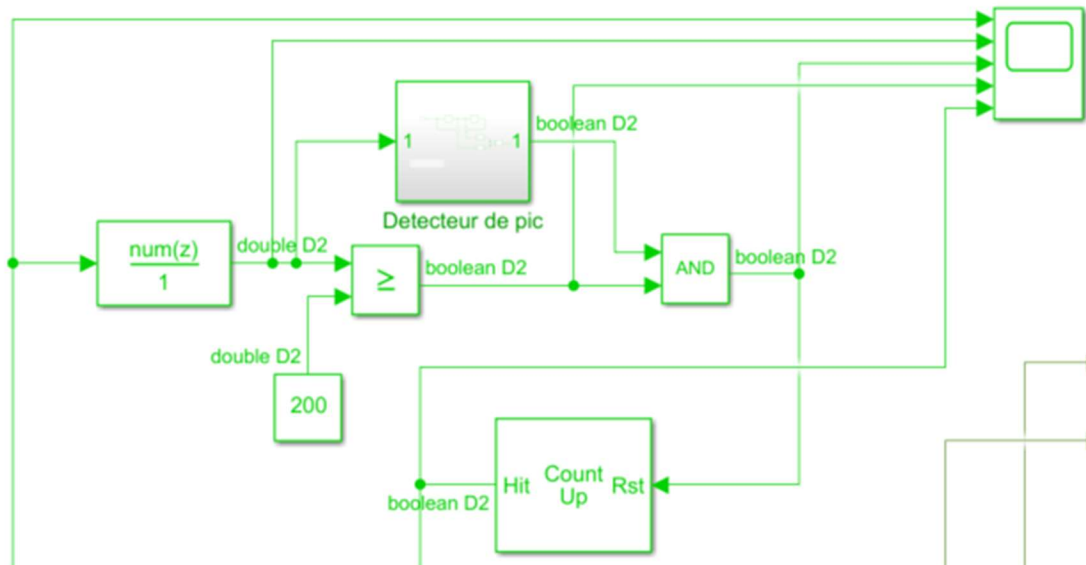 boolean D2
1
1
Detecteur de pic
num(z)
1
double D2
≥
boolean D2
AND
boolean D2
double D2
200
Hit
Count
Up
Rst
boolean D2